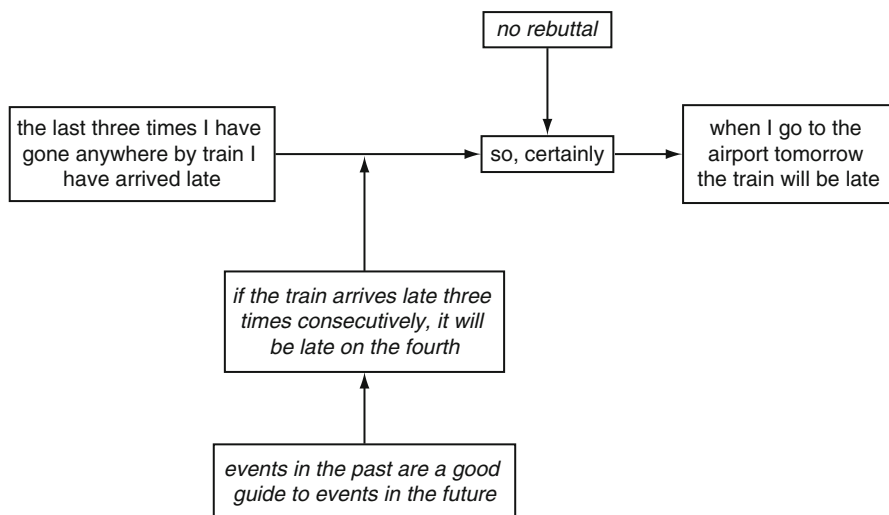 no rebuttal
the last three times I have
gone anywhere by train I
have arrived late
so, certainly
when I go to the
airport tomorrow
the train will be late
if the train arrives late three
times consecutively, it will
be late on the fourth
events in the past are a good
guide to events in the future